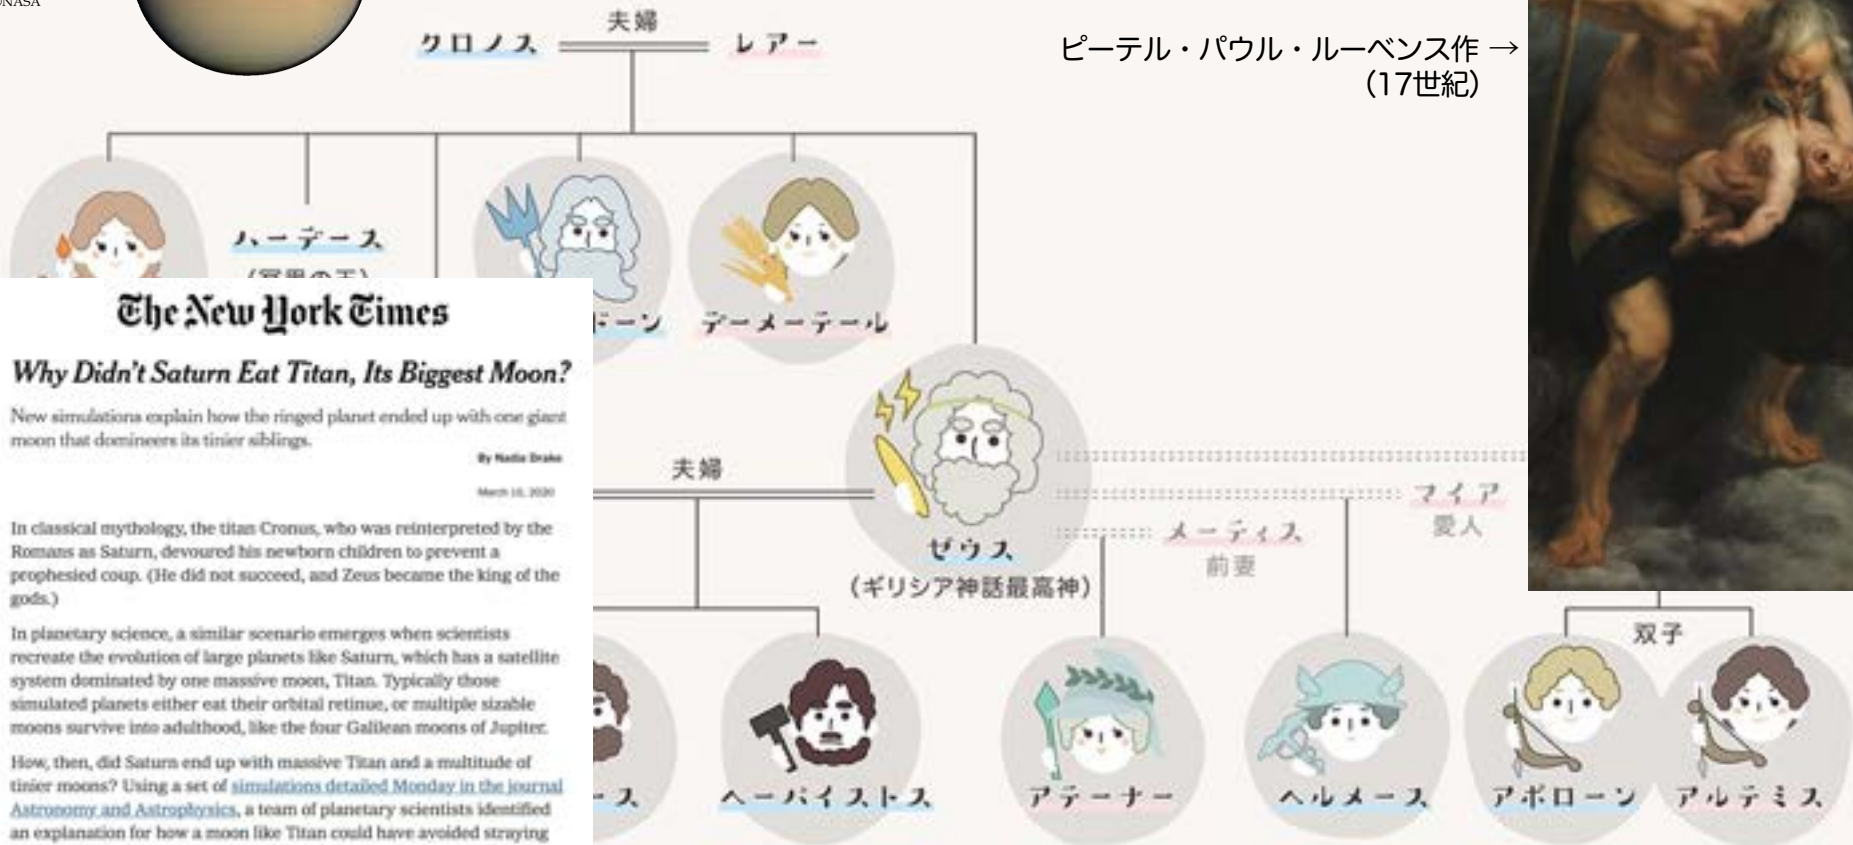 NASA
夫婦
クロノス
レアー
ピーテル・パウル・ルーベンス作 →
(17世紀)
ハーデース
ドーン
デーメーテール
The New York Times
Why Didn't Saturn Eat Titan, Its Biggest Moon?
New simulations explain how the ringed planet ended up with one giant
moon that domineers its tinier siblings.
By Nadia Drake
March 10, 2020
In classical mythology, the titan Cronus, who was reinterpreted by the
Romans as Saturn, devoured his newborn children to prevent a
prophesied coup. (He did not succeed, and Zeus became the king of the
gods.)
In planetary science, a similar scenario emerges when scientists
recreate the evolution of large planets like Saturn, which has a satellite
system dominated by one massive moon, Titan. Typically those
simulated planets either eat their orbital retinue, or multiple sizable
moons survive into adulthood, like the four Galilean moons of Jupiter.
How, then, did Saturn end up with massive Titan and a multitude of
tinier moons? Using a set of simulations detailed Monday in the journal
Astronomy and Astrophysics, a team of planetary scientists identified
an explanation for how a moon like Titan could have avoided straying
夫婦
ゼウス
(ギリシア神話最高神)
マイア
愛人
メーティス
前妻
双子
ース
ヘーパイストス
アテーナー
ヘルメース
アポローン
アルテミス